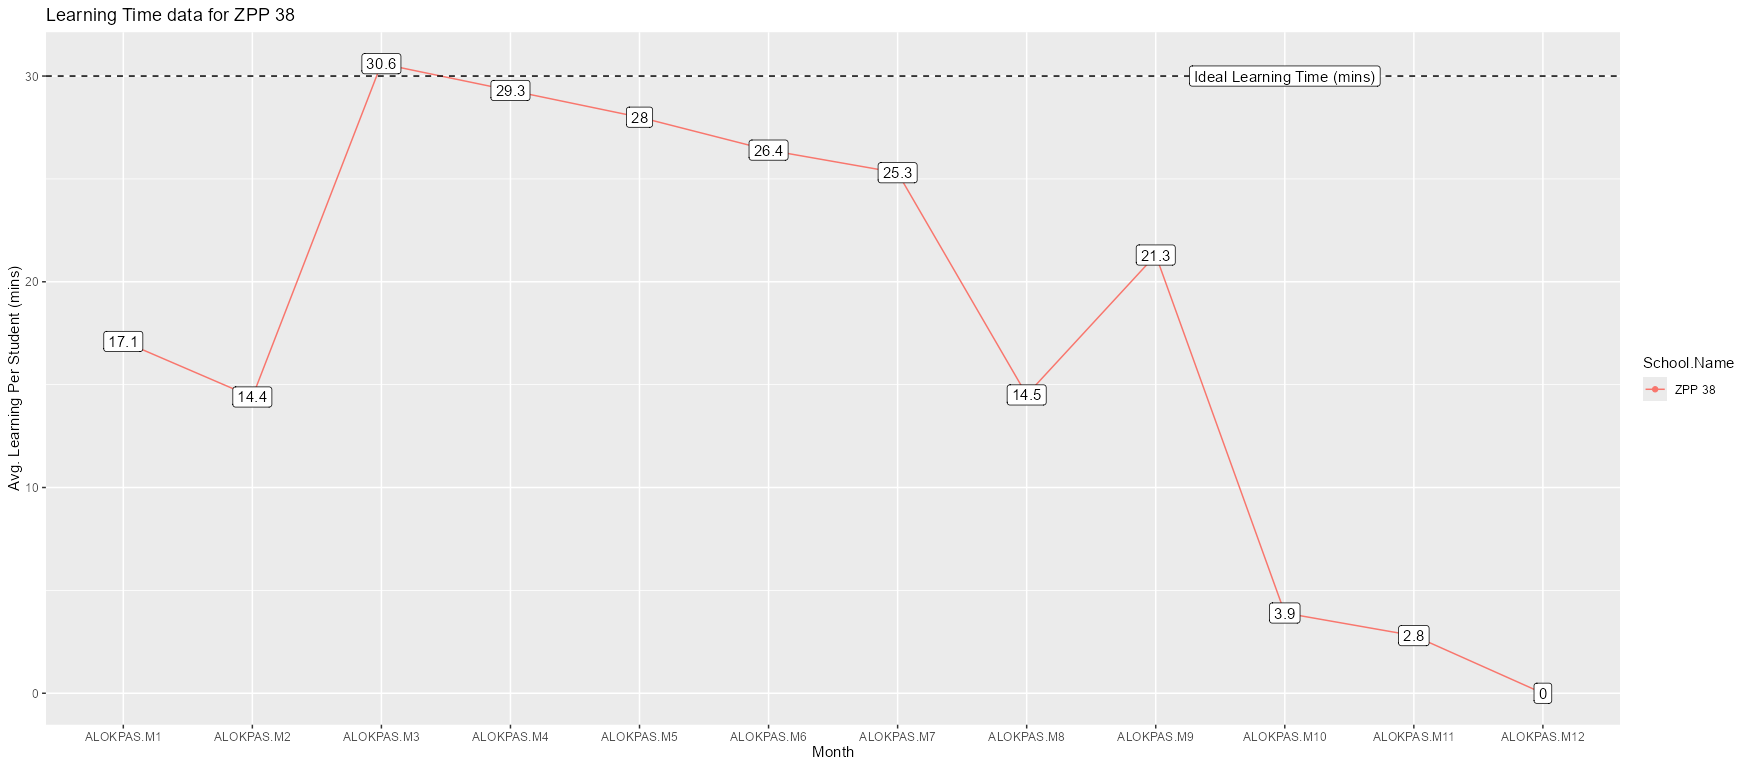 Learning Time data for ZPP 38
Avg. Learning Per Student (mins)
30
20
10
0
17.1
14.4
30.6
29.3
28
26.4
25.3
14.5
21.3
3.9
2.8
0
Ideal Learning Time (mins)
ALOKPAS.M1 ALOKPAS.M2 ALOKPAS.M3 ALOKPAS.M4 ALOKPAS.M5 ALOKPAS.M6 ALOKPAS.M7 ALOKPAS.M8 ALOKPAS.M9 ALOKPAS.M10 ALOKPAS.M11 ALOKPAS.M12
Month
School.Name
ZPP 38